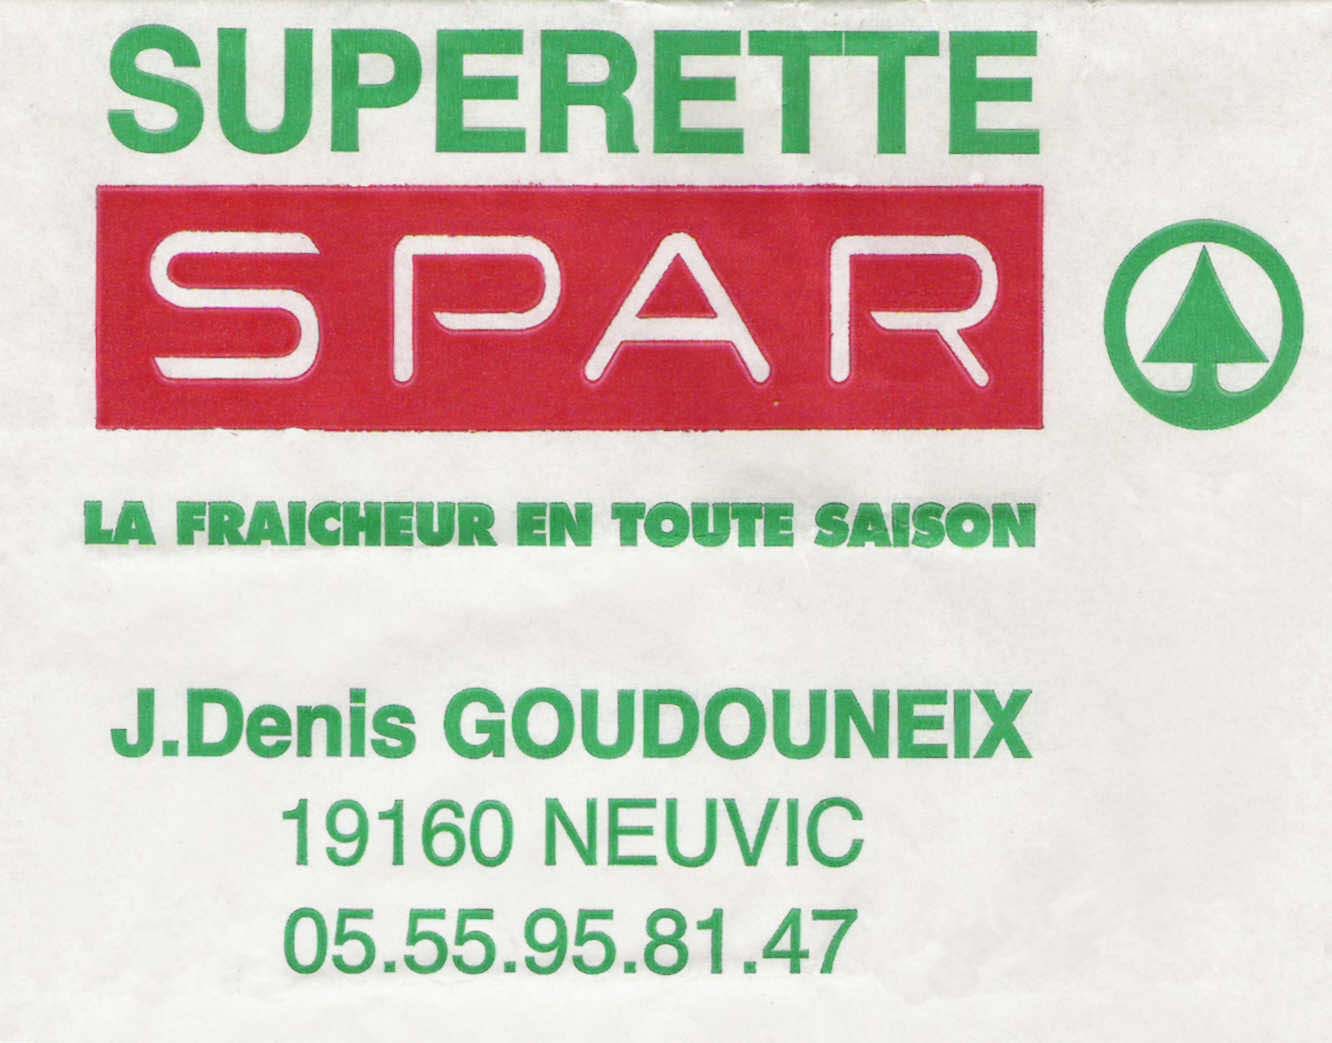 SUPERETTE
SPAR
LA FRAICHEUR EN TOUTE SAISON
J.Denis GOUDOUNEIX
19160 NEUVIC
05.55.95.81.47